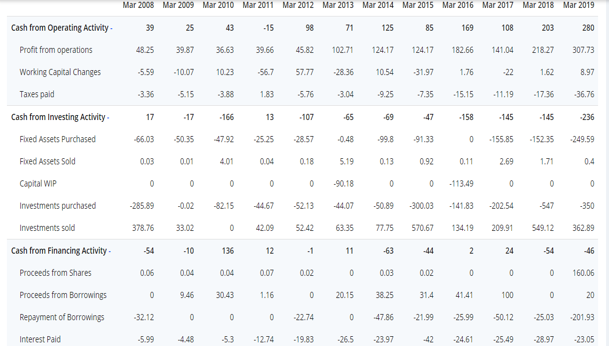 Mar 2008 Mar 2009 Mar 2010 Mar 2011 Mar 2012 Mar 2013 Mar 2014 Mar 2015 Mar 2016 Mar 2017 Mar 2018 Mar 2019
Cash from Operating Activity - 39 25 43 -15 98 71 125 85 169 108 203 280
Profit from operations 48.25 39.87 36.63 39.66 45.82 102.71 124.17 124.17 182.66 141.04 218.27 307.73
Working Capital Changes -5.59 -10.07 10.23 -56.7 57.77 -28.36 10.54 -31.97 1.76 -22 1.62 8.97
Taxes paid -3.36 -5.15 -3.88 1.83 -5.76 -3.04 -9.25 -7.35 -15.15 -11.19 -17.36 -36.76
Cash from Investing Activity - 17 -17 -166 13 -107 -65 -69 -47 -158 -145 -145 -236
Fixed Assets Purchased -66.03 -50.35 -47.92 -25.25 -28.57 -0.48 -99.8 -91.33 0 -155.85 -152.35 -249.59
Fixed Assets Sold 0.03 0.01 4.01 0.04 0.18 5.19 0.13 0.92 0.11 2.69 1.71 0.4
Capital WIP 0 0 0 0 0 -90.18 0 0 -113.49 0 0 0
Investments purchased -285.89 -0.02 -82.15 -44.67 -52.13 -44.07 -50.89 -300.03 -141.83 -202.54 -547 -350
Investments sold 378.76 33.02 0 42.09 52.42 63.35 77.75 570.67 134.19 209.91 549.12 362.89
Cash from Financing Activity - -54 -10 136 12 -1 11 -63 -44 2 24 -54 -46
Proceeds from Shares 0.06 0.04 0.04 0.07 0.02 0 0.03 0.02 0 0 0 160.06
Proceeds from Borrowings 0 9.46 30.43 1.16 0 20.15 38.25 31.4 41.41 100 0 20
Repayment of Borrowings -32.12 0 0 0 -22.74 0 -47.86 -21.99 -25.99 -50.12 -25.03 -201.93
Interest Paid -5.99 -4.48 -5.3 -12.74 -19.83 -26.5 -23.97 -42 -24.61 -25.49 -28.97 -23.05